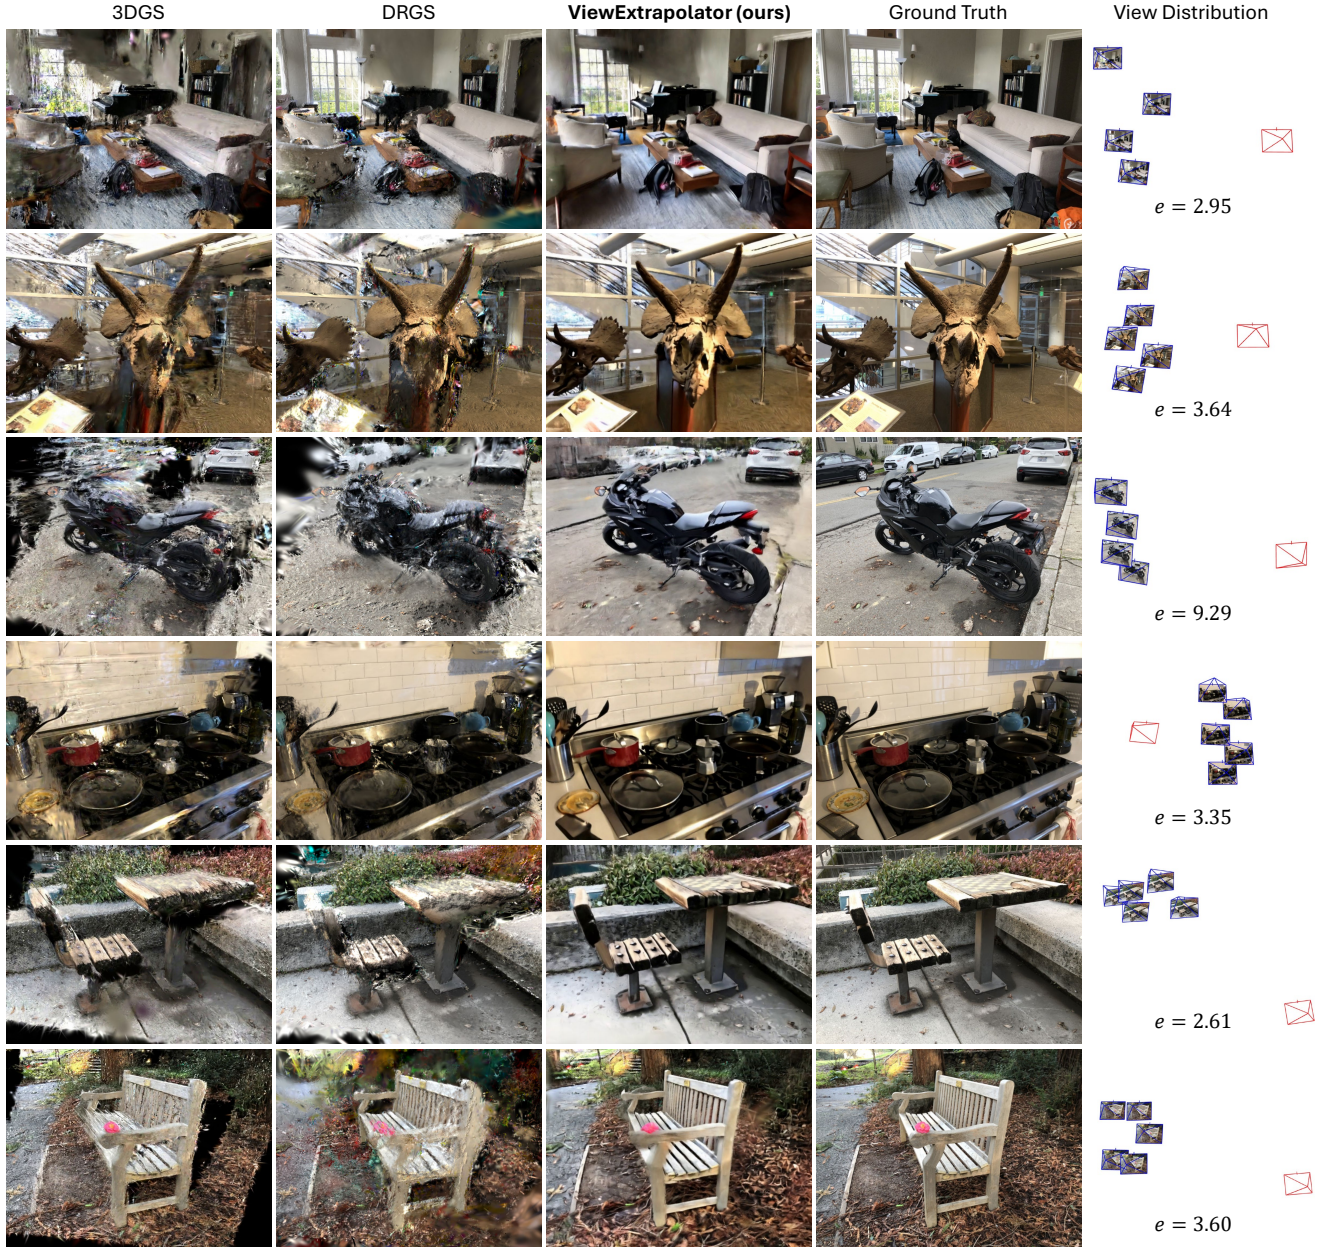 3DGS
DRGS
ViewExtrapolator (ours)
Ground Truth
View Distribution
e = 2.95
e = 3.64
e = 9.29
e = 3.35
e = 2.61
e = 3.60